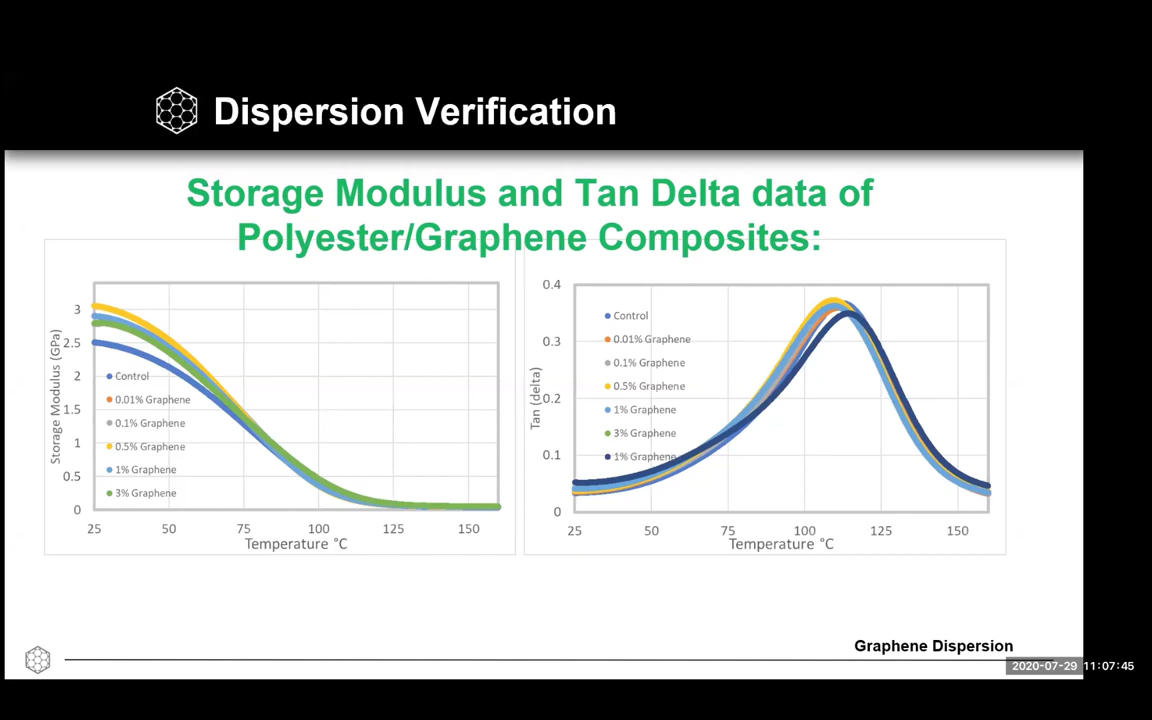 Dispersion Verification
Storage Modulus and Tan Delta data of
Polyester/Graphene Composites:
Storage Modulus (GPa)
3
2.5
2
1.5
1
0.5
0
Control
0.01% Graphene
0.1% Graphene
0.5% Graphene
1% Graphene
3% Graphene
25 50 75 100 125 150
Temperature °C
Tan (delta)
0.4
0.3
0.2
0.1
0
Control
0.01% Graphene
0.1% Graphene
0.5% Graphene
1% Graphene
3% Graphene
1% Graphene
25 50 75 100 125 150
Temperature °C
Graphene Dispersion
2020-07-29 11:07:45